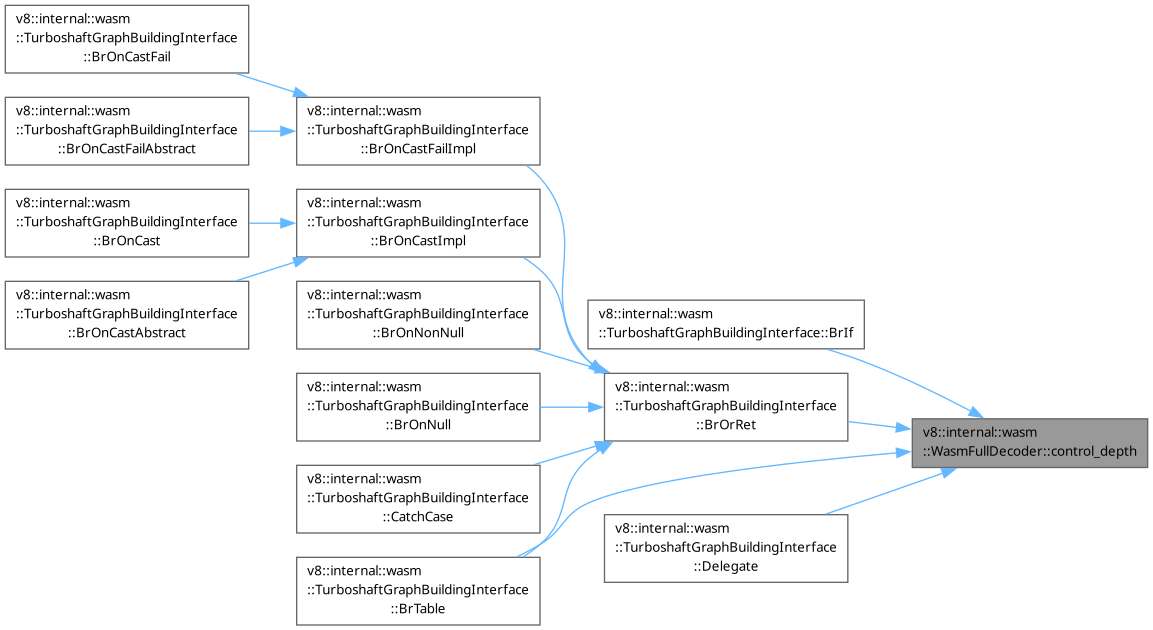 v8::internal::wasm
::TurboshaftGraphBuildingInterface
::BrOnCastFail
v8::internal::wasm
::TurboshaftGraphBuildingInterface
::BrOnCastFailAbstract
v8::internal::wasm
::TurboshaftGraphBuildingInterface
::BrOnCast
v8::internal::wasm
::TurboshaftGraphBuildingInterface
::BrOnCastAbstract
v8::internal::wasm
::TurboshaftGraphBuildingInterface
::BrOnCastFailImpl
v8::internal::wasm
::TurboshaftGraphBuildingInterface
::BrOnCastImpl
v8::internal::wasm
::TurboshaftGraphBuildingInterface
::BrOnNonNull
v8::internal::wasm
::TurboshaftGraphBuildingInterface
::BrOnNull
v8::internal::wasm
::TurboshaftGraphBuildingInterface
::CatchCase
v8::internal::wasm
::TurboshaftGraphBuildingInterface
::BrTable
v8::internal::wasm
::TurboshaftGraphBuildingInterface::BrIf
v8::internal::wasm
::TurboshaftGraphBuildingInterface
::BrOrRet
v8::internal::wasm
::TurboshaftGraphBuildingInterface
::Delegate
v8::internal::wasm
::WasmFullDecoder::control_depth